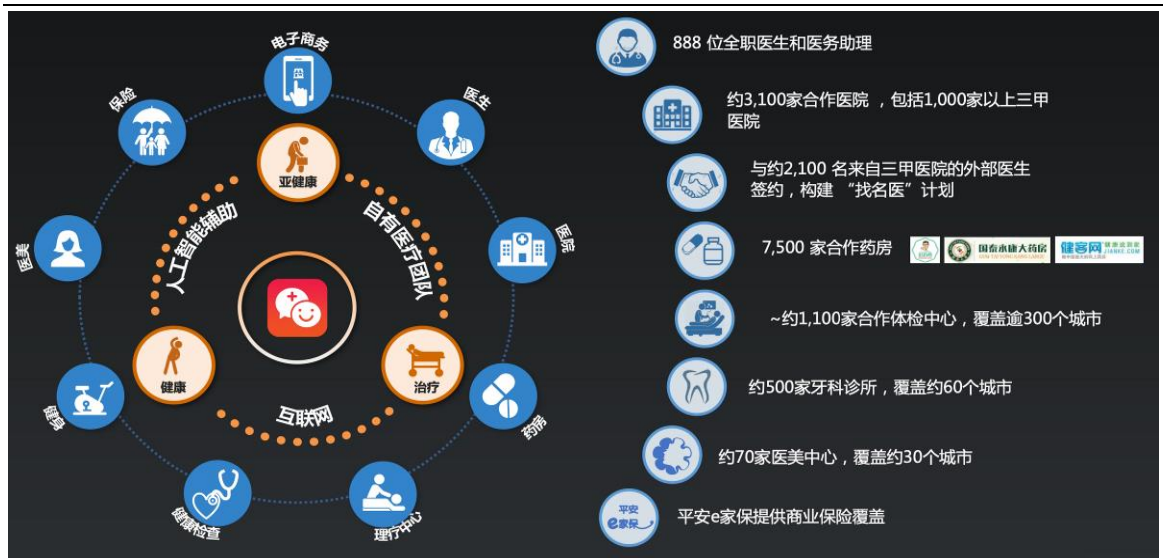 电子商务
医生
医院
药房
理疗中心
健康检查
健身
医美
保险
亚健康
自有医疗团队
治疗
互联网
健康
人工智能辅助
888 位全职医生和医务助理
约3,100家合作医院 ，包括1,000家以上三甲
医院
与约2,100 名来自三甲医院的外部医生
签约，构建 “找名医”计划
7,500 家合作药房
国泰永康大药房
健客网
JIANKE.COM
~约1,100家合作体检中心，覆盖逾300个城市
约500家牙科诊所，覆盖约60个城市
约70家医美中心，覆盖约30个城市
平安
e家保
平安e家保提供商业保险覆盖